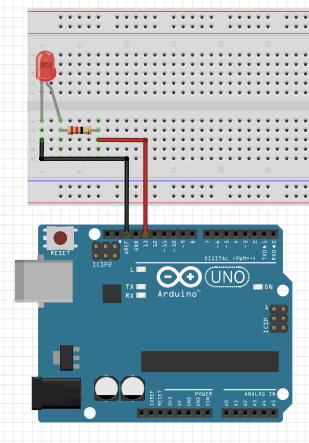 RESET
ICSP2
AREF
GND
13
12
~11
~10
~9
8
7
~6
~5
4
~3
2
TX▶1
RX◀0
DIGITAL (PWM=~)
L
TX
RX
UNO
Arduino™
ON
ICSP
1
IOREF
RESET
3V3
5V
GND
GND
VIN
POWER
ANALOG IN
A0
A1
A2
A3
A4
A5